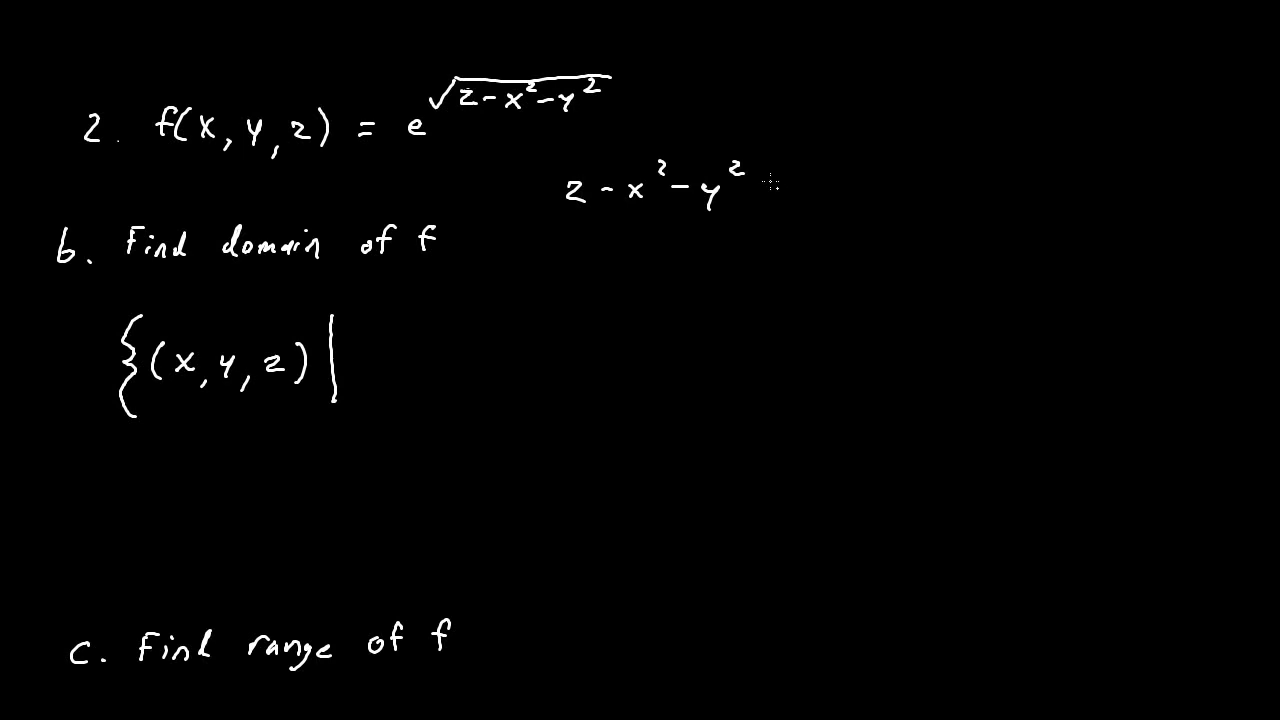 2. f(x, y, z) = e^√(z - x² - y²)
z - x² - y²
b. Find domain of f
{(x, y, z) |
c. Find range of f